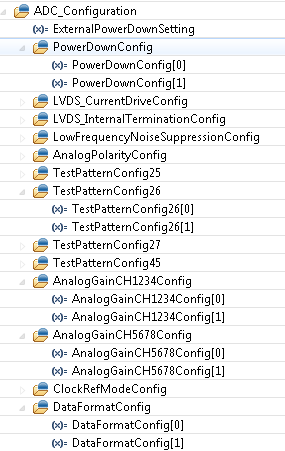 ADC_Configuration
(x)= ExternalPowerDownSetting
PowerDownConfig
(x)= PowerDownConfig[0]
(x)= PowerDownConfig[1]
LVDS_CurrentDriveConfig
LVDS_InternalTerminationConfig
LowFrequencyNoiseSuppressionConfig
AnalogPolarityConfig
TestPatternConfig25
TestPatternConfig26
(x)= TestPatternConfig26[0]
(x)= TestPatternConfig26[1]
TestPatternConfig27
TestPatternConfig45
AnalogGainCH1234Config
(x)= AnalogGainCH1234Config[0]
(x)= AnalogGainCH1234Config[1]
AnalogGainCH5678Config
(x)= AnalogGainCH5678Config[0]
(x)= AnalogGainCH5678Config[1]
ClockRefModeConfig
DataFormatConfig
(x)= DataFormatConfig[0]
(x)= DataFormatConfig[1]